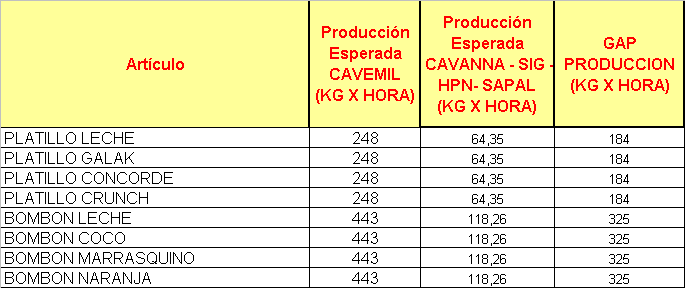 Artículo
Producción
Esperada
CAVEMIL
(KG X HORA)
Producción
Esperada
CAVANNA - SIG -
HPN- SAPAL
(KG X HORA)
GAP
PRODUCCION
(KG X HORA)
PLATILLO LECHE 248 64,35 184
PLATILLO GALAK 248 64,35 184
PLATILLO CONCORDE 248 64,35 184
PLATILLO CRUNCH 248 64,35 184
BOMBON LECHE 443 118,26 325
BOMBON COCO 443 118,26 325
BOMBON MARRASQUINO 443 118,26 325
BOMBON NARANJA 443 118,26 325